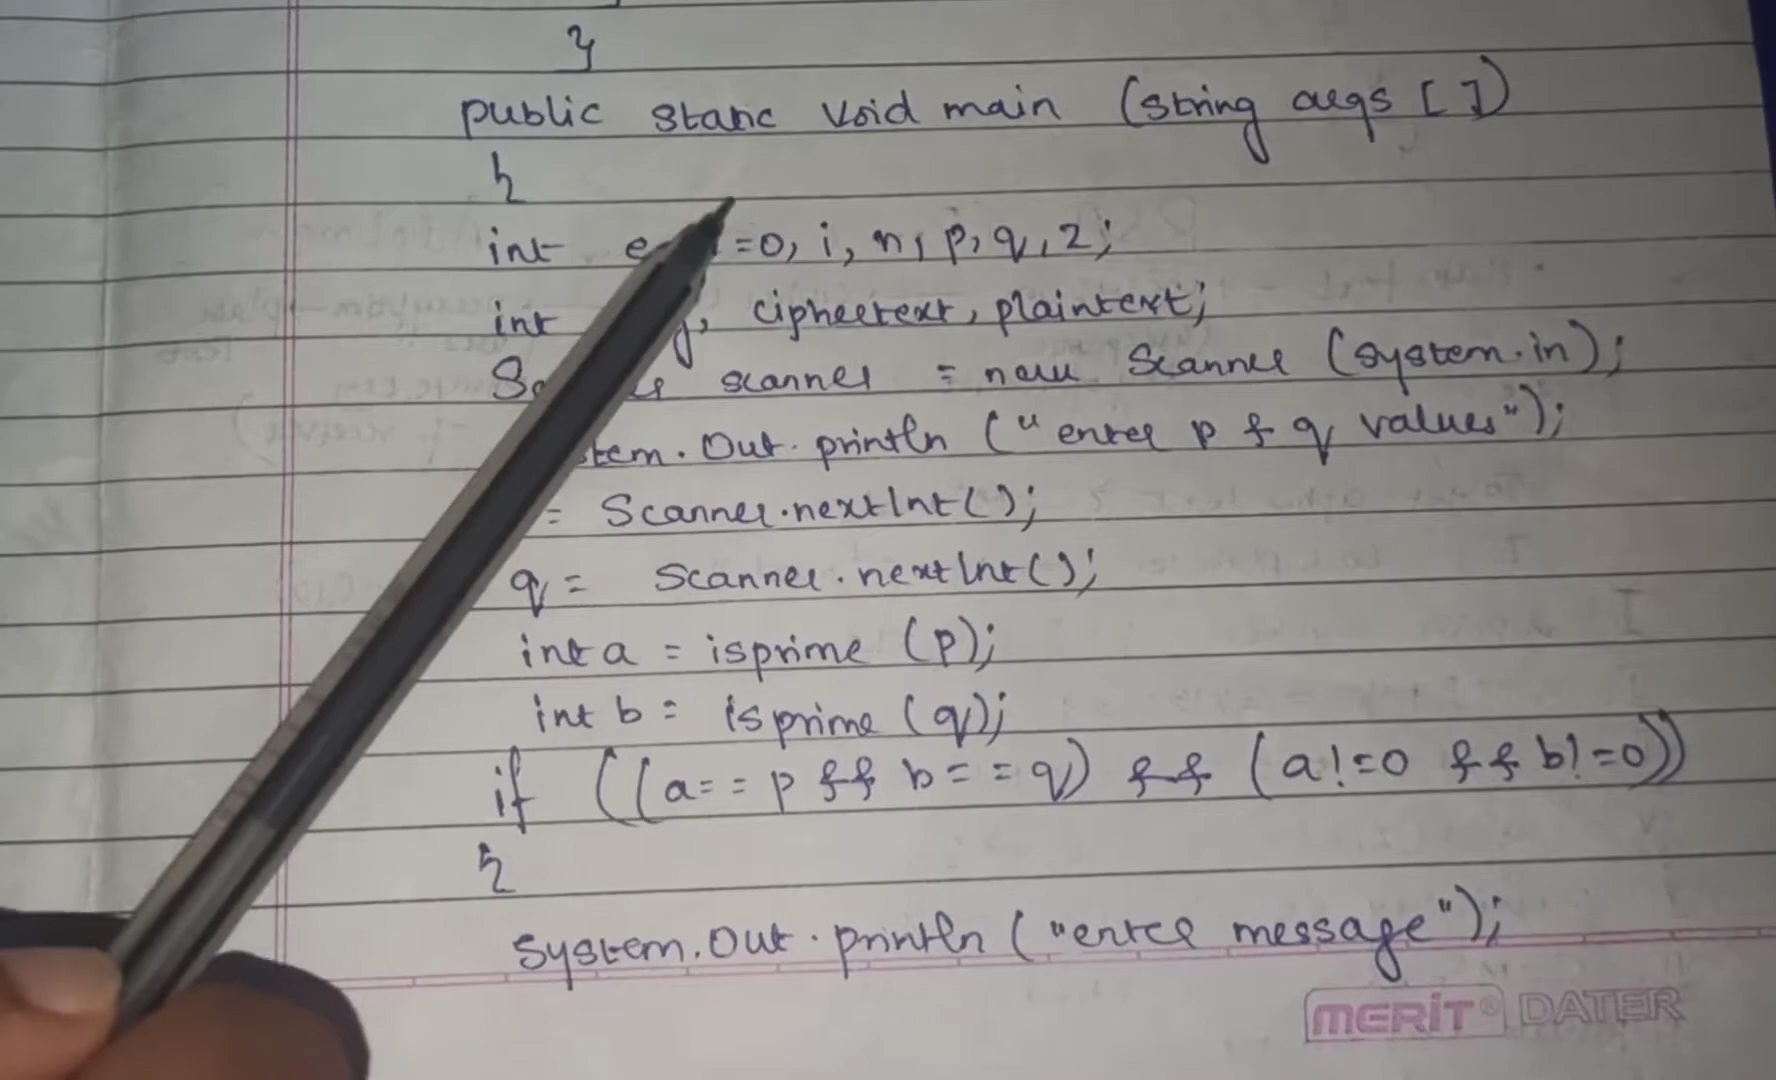 }
public static void main (string args [])
{
int e =0, i, n, p, q, z;
int ciphertext, plaintext;
scanner = new Scanner (system.in);
tem.out.println ("enter p & q values");
= Scanner.nextInt();
q = Scanner.nextInt();
int a = isprime (p);
int b = isprime (q);
if ((a==p && b==q) && (a!=0 && b!=0))
{
system.out.println ("enter message");
MERIT® DATER